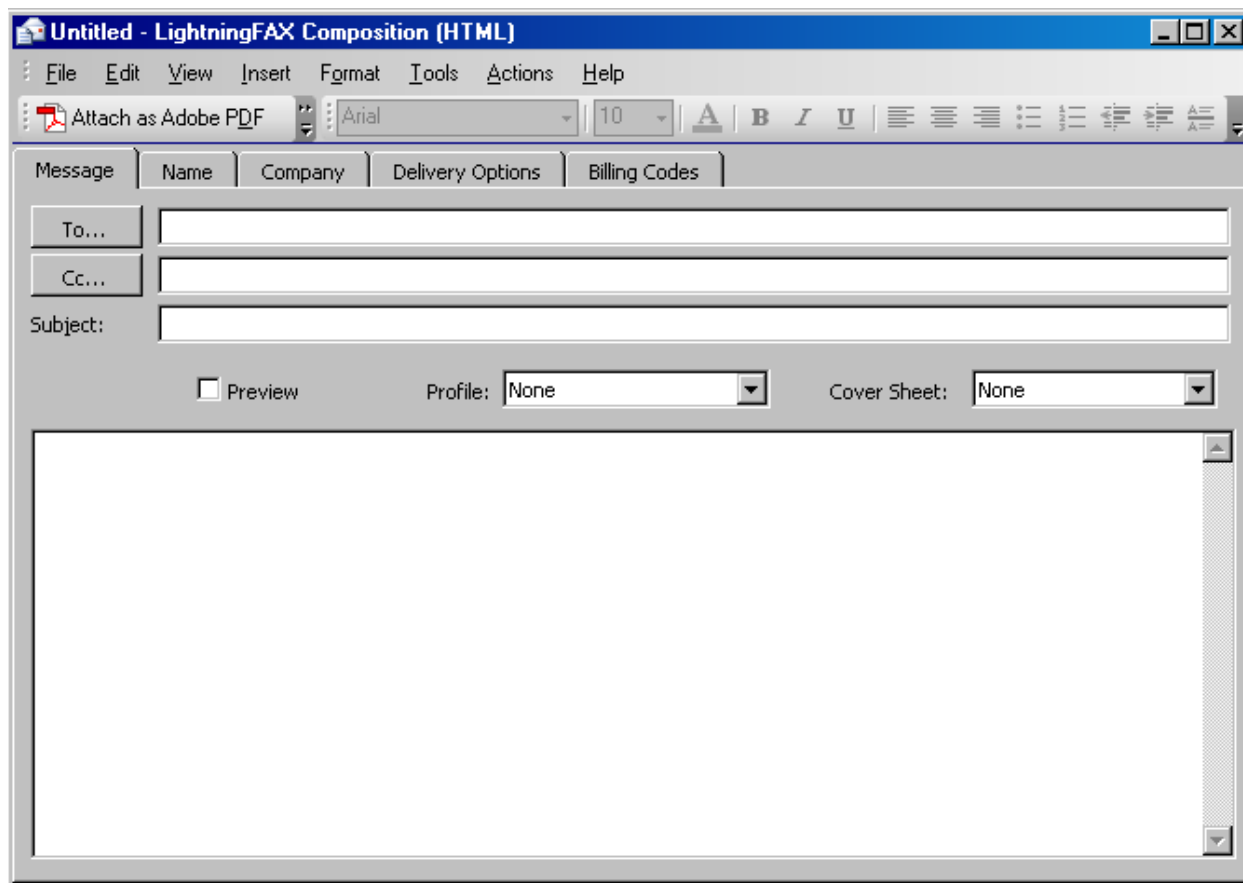 Untitled - LightningFAX Composition (HTML)
File Edit View Insert Format Tools Actions Help
Attach as Adobe PDF Arial 10 A B I U
Message Name Company Delivery Options Billing Codes
To...
Cc...
Subject:
Preview Profile: None Cover Sheet: None